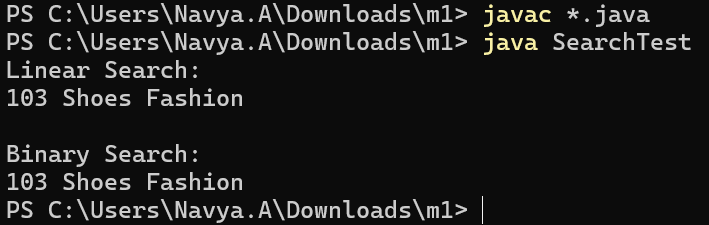 PS C:\Users\Navya.A\Downloads\m1> javac *.java
PS C:\Users\Navya.A\Downloads\m1> java SearchTest
Linear Search:
103 Shoes Fashion

Binary Search:
103 Shoes Fashion
PS C:\Users\Navya.A\Downloads\m1>